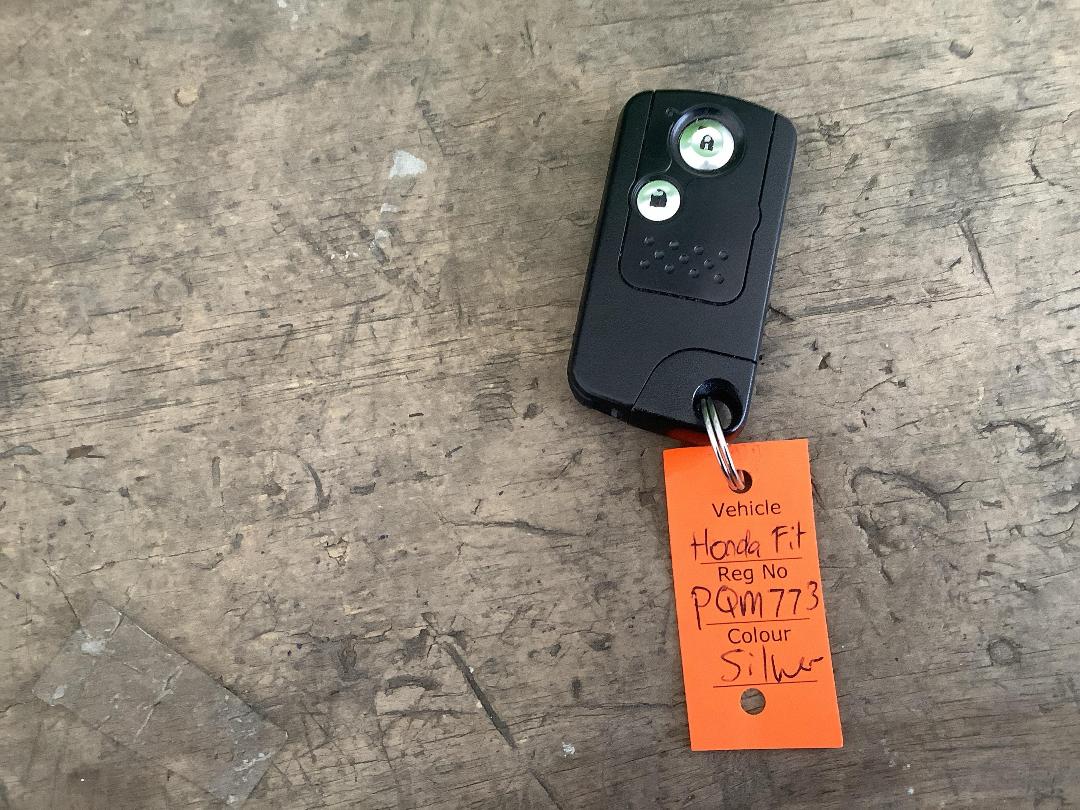 Vehicle
Honda Fit
Reg No
PQM773
Colour
Silver